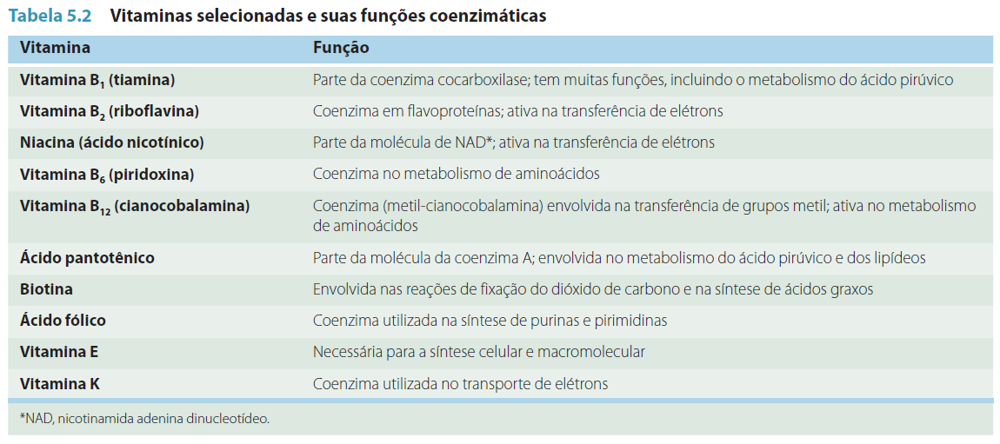 Tabela 5.2 Vitaminas selecionadas e suas funções coenzimáticas
Vitamina Função
Vitamina B1 (tiamina) Parte da coenzima cocarboxilase; tem muitas funções, incluindo o metabolismo do ácido pirúvico
Vitamina B2 (riboflavina) Coenzima em flavoproteínas; ativa na transferência de elétrons
Niacina (ácido nicotínico) Parte da molécula de NAD*; ativa na transferência de elétrons
Vitamina B6 (piridoxina) Coenzima no metabolismo de aminoácidos
Vitamina B12 (cianocobalamina) Coenzima (metil-cianocobalamina) envolvida na transferência de grupos metil; ativa no metabolismo
de aminoácidos
Ácido pantotênico Parte da molécula da coenzima A; envolvida no metabolismo do ácido pirúvico e dos lipídeos
Biotina Envolvida nas reações de fixação do dióxido de carbono e na síntese de ácidos graxos
Ácido fólico Coenzima utilizada na síntese de purinas e pirimidinas
Vitamina E Necessária para a síntese celular e macromolecular
Vitamina K Coenzima utilizada no transporte de elétrons
*NAD, nicotinamida adenina dinucleotídeo.